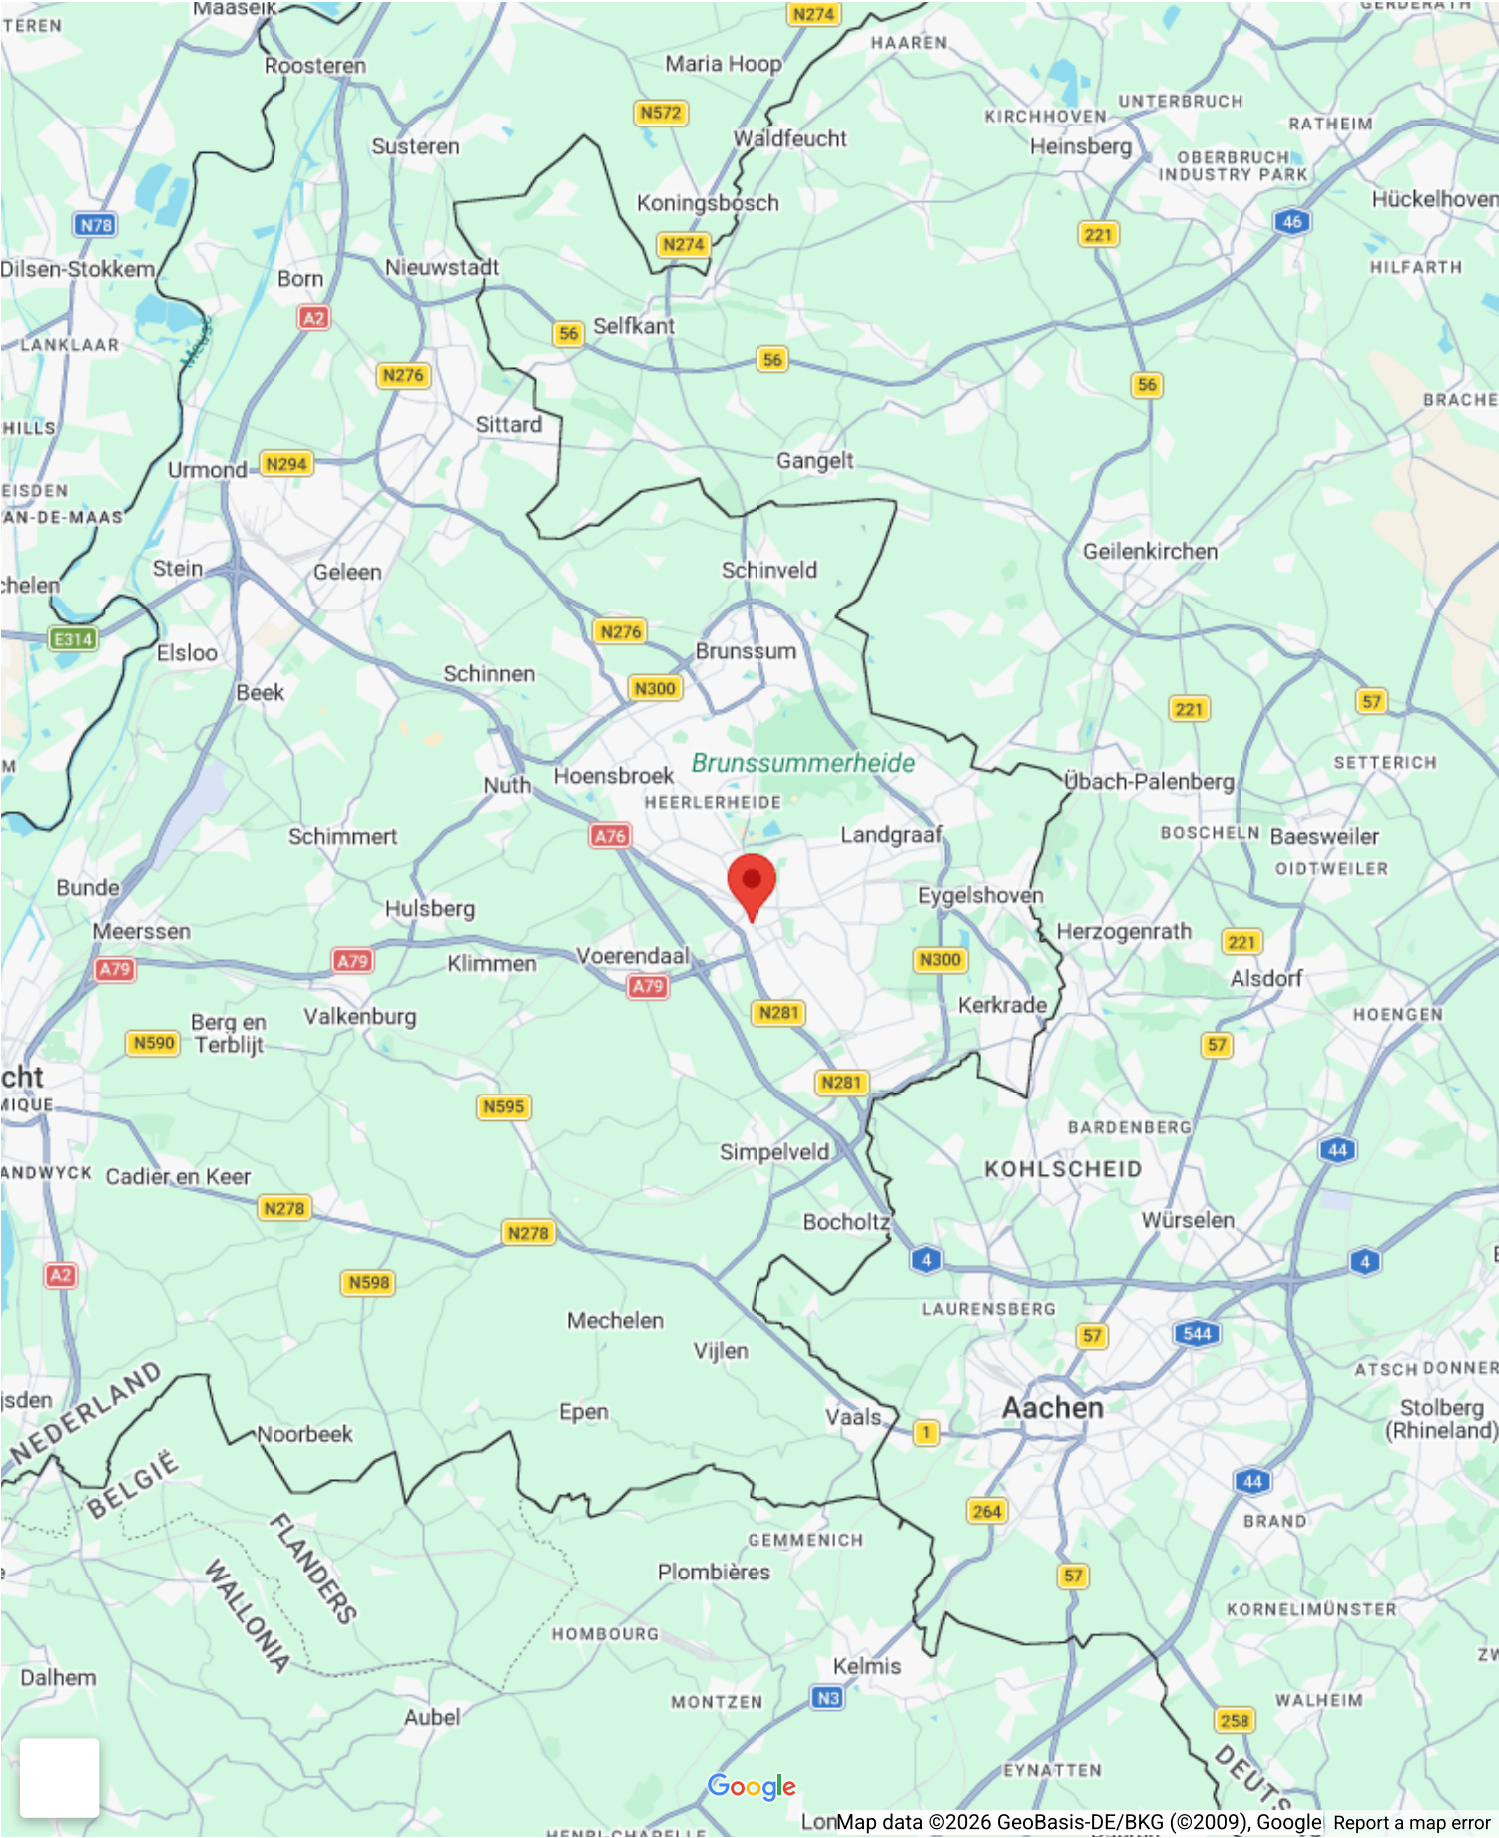 Maaseik
N274
GERDERATH
TEREN
HAAREN
Roosteren
Maria Hoop
UNTERBRUCH
N572
KIRCHHOVEN
RATHEIM
Susteren
Waldfeucht
Heinsberg
OBERBRUCH
INDUSTRY PARK
Koningsbosch
Hückelhoven
N78
46
221
N274
Dilsen-Stokkem
Born
Nieuwstadt
HILFARTH
A2
Selfkant
56
Meuse
LANKLAAR
56
N276
56
BRACHE
HILLS
Sittard
Urmond
N294
Gangelt
EISDEN
AN-DE-MAAS
Geilenkirchen
Stein
Geleen
Schinveld
chelen
E314
N276
Elsloo
Brunssum
Schinnen
Beek
N300
221
57
M
Brunssummerheide
SETTERICH
Hoensbroek
Nuth
Übach-Palenberg
HEERLERHEIDE
Schimmert
A76
Landgraaf
BOSCHELN
Baesweiler
OIDTWEILER
Bunde
Eygelshoven
Hulsberg
Meerssen
Herzogenrath
221
A79
A79
Klimmen
Voerendaal
N300
A79
Alsdorf
Kerkrade
Valkenburg
N281
HOENGEN
Berg en
Terblijt
N590
57
cht
N281
MIQUE
N595
BARDENBERG
44
Simpelveld
ANDWYCK
Cadier en Keer
KOHLSCHEID
N278
Bocholtz
Würselen
N278
4
4
A2
N598
LAURENSBERG
Mechelen
57
544
Vijlen
ATSCH
DONNER
jsden
NEDERLAND
Epen
Vaals
Aachen
Stolberg
(Rhineland)
Noorbeek
1
BELGIË
44
264
BRAND
FLANDERS
GEMMENICH
WALLONIA
Plombières
57
KORNELIMÜNSTER
HOMBOURG
ZW
Dalhem
Kelmis
N3
MONTZEN
WALHEIM
Aubel
258
EYNATTEN
DEUTS
Google
Lon
Map data ©2026 GeoBasis-DE/BKG (©2009), Google
Report a map error
HENRI-CHAPELLE